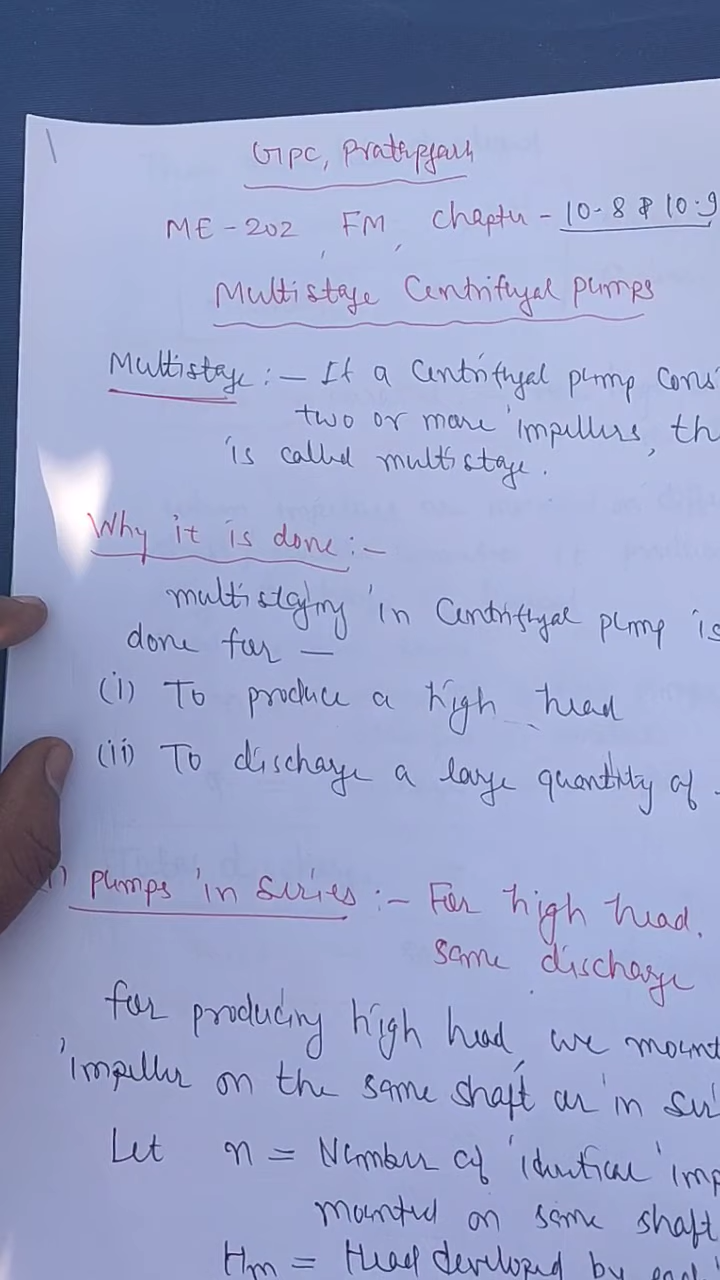 GPC, Pratapgarh
ME-202, FM, Chapter - 10.8 & 10.9
Multistage Centrifugal pumps
Multistage :- If a Centrifugal pump Cons
two or more impellers, th
is called multistage.
Why it is done :-
multistaging in Centrifugal pump is
done for -
(i) To produce a high head
(ii) To discharge a large quantity of
(i) Pumps in series :- For high head.
same discharge
for producing high head, we mount
impeller on the same shaft or in ser
Let n = Number of identical imp
mounted on same shaft
Hm = Head developed by each